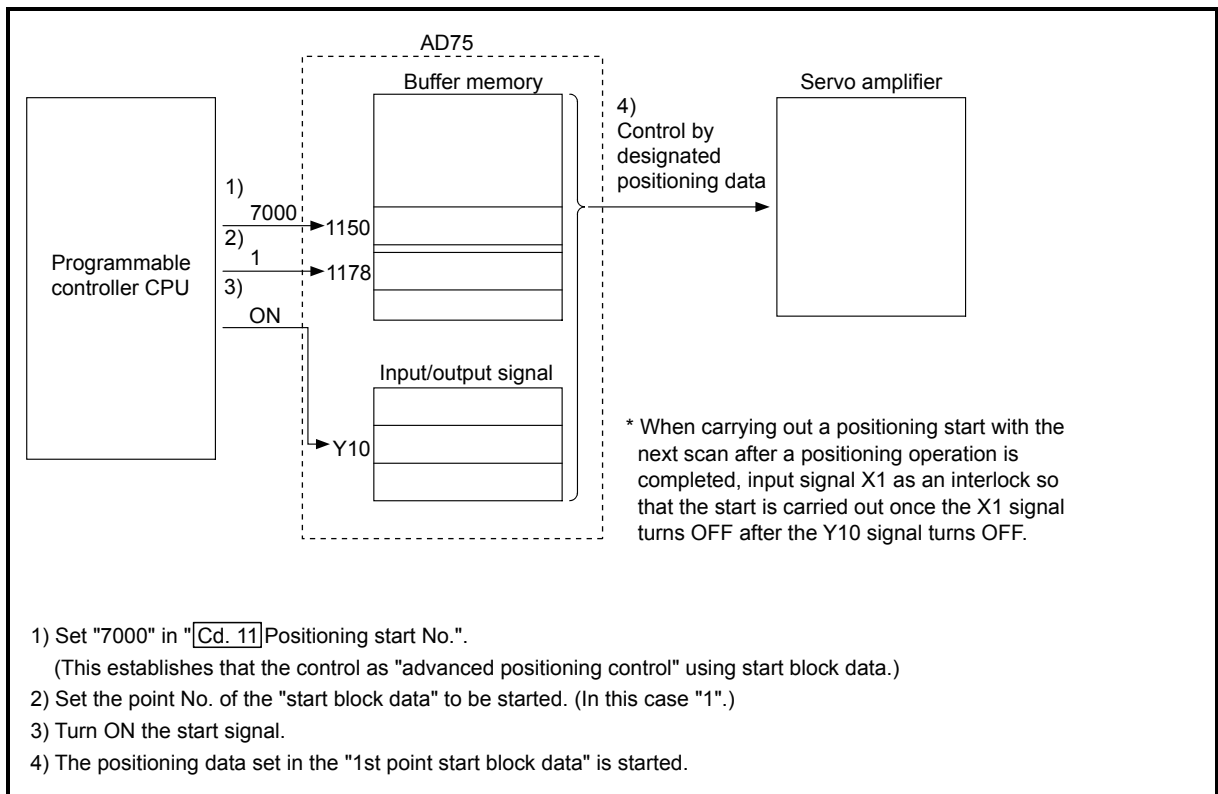 AD75
Buffer memory
Servo amplifier
4)
Control by
designated
positioning data
1)
7000
1150
2)
1
1178
3)
ON
Programmable
controller CPU
Input/output signal
Y10
* When carrying out a positioning start with the
next scan after a positioning operation is
completed, input signal X1 as an interlock so
that the start is carried out once the X1 signal
turns OFF after the Y10 signal turns OFF.
1) Set "7000" in "Cd. 11 Positioning start No.".
(This establishes that the control as "advanced positioning control" using start block data.)
2) Set the point No. of the "start block data" to be started. (In this case "1".)
3) Turn ON the start signal.
4) The positioning data set in the "1st point start block data" is started.